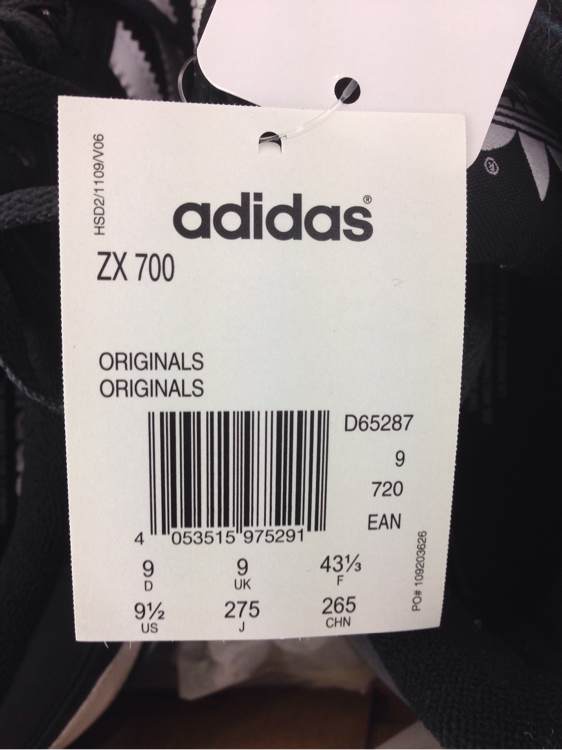 HSD2/1109/V06
adidas®
ZX 700
ORIGINALS
ORIGINALS
D65287
9
720
EAN
4 053515 975291
9 9 43⅓
D UK F
9½ 275 265
US J CHN
PO# 109203626
®